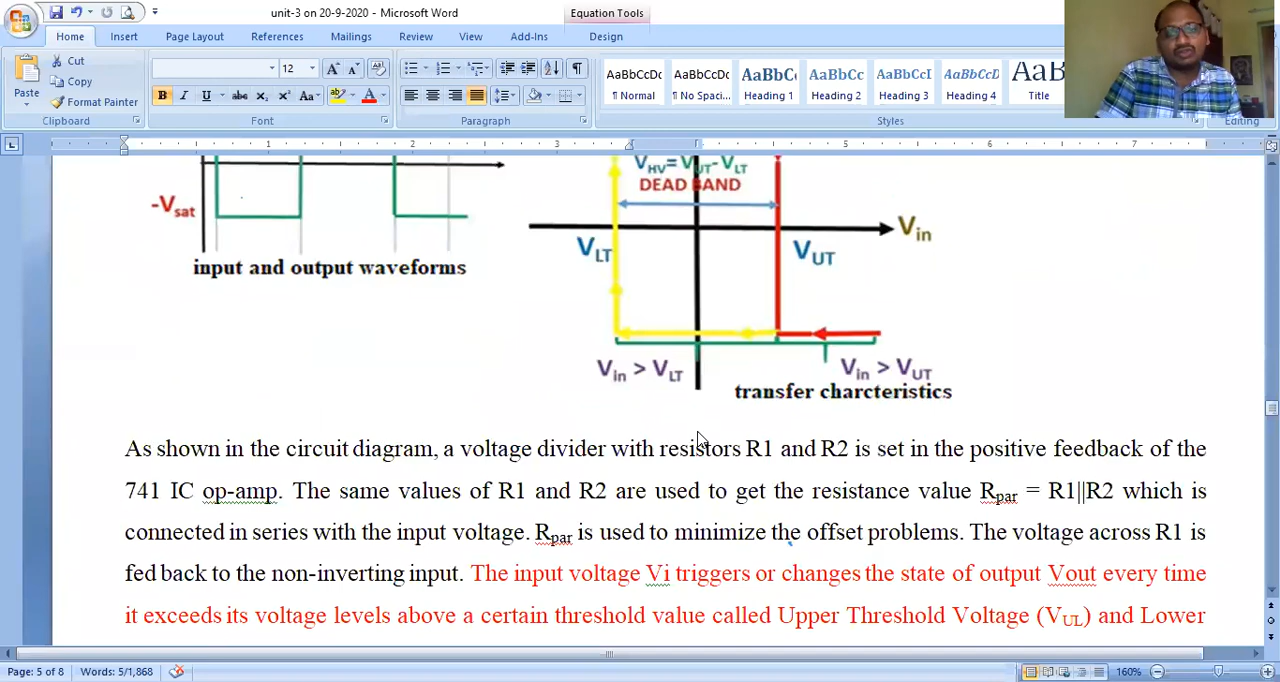 unit-3 on 20-9-2020 - Microsoft Word
Equation Tools
Home Insert Page Layout References Mailings Review View Add-Ins Design
Paste
Cut
Copy
Format Painter
12
AaBbCcDc AaBbCcDc AaBbC AaBbCc AaBbCcI AaBbCcD AaB
¶ Normal ¶ No Spaci... Heading 1 Heading 2 Heading 3 Heading 4 Title
Clipboard Font Paragraph Styles Editing
1 2 3 5 6 7
-Vsat
input and output waveforms
VHV= VUT-VLT
DEAD BAND
Vin
VLT
VUT
Vin > VLT
Vin > VUT
transfer charcteristics
As shown in the circuit diagram, a voltage divider with resistors R1 and R2 is set in the positive feedback of the
741 IC op-amp. The same values of R1 and R2 are used to get the resistance value Rpar = R1||R2 which is
connected in series with the input voltage. Rpar is used to minimize the offset problems. The voltage across R1 is
fed back to the non-inverting input. The input voltage Vi triggers or changes the state of output Vout every time
it exceeds its voltage levels above a certain threshold value called Upper Threshold Voltage (VUL) and Lower
Page: 5 of 8 Words: 5/1,868 160%